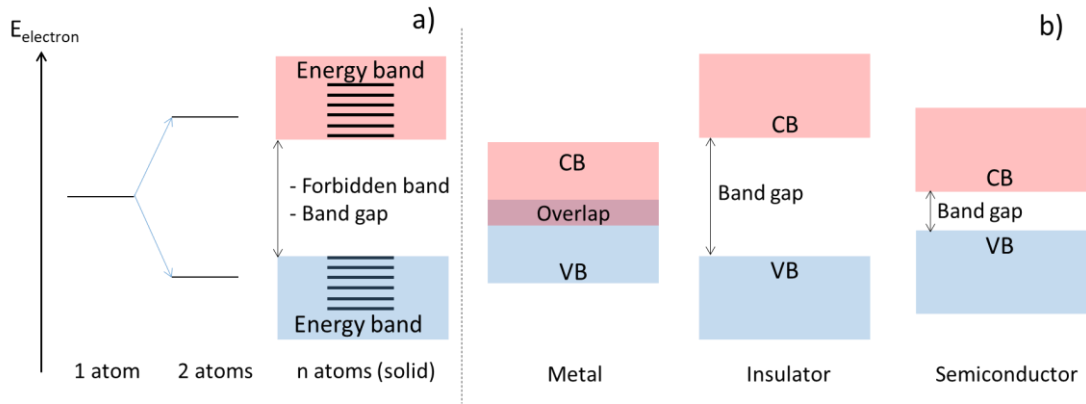 E_electron
a)
Energy band
- Forbidden band
- Band gap
Energy band
1 atom
2 atoms
n atoms (solid)
b)
CB
Overlap
VB
Metal
CB
Band gap
VB
Insulator
CB
Band gap
VB
Semiconductor